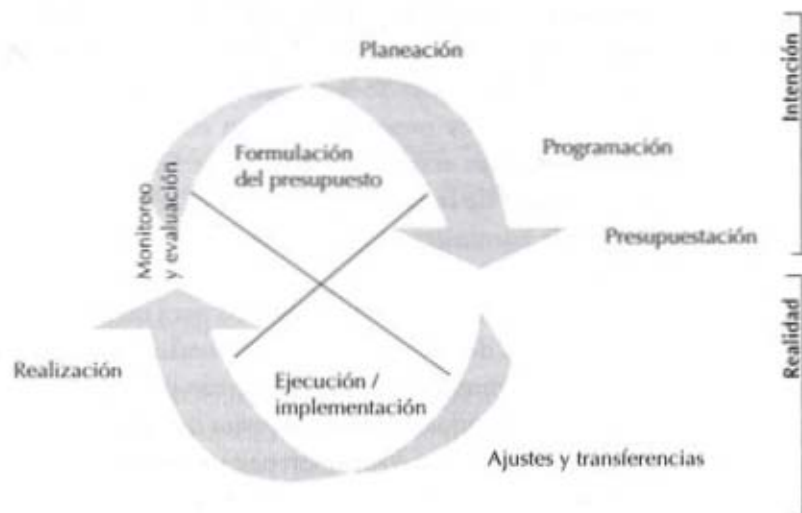 Planeación
Intención
Formulación
del presupuesto
Programación
Monitoreo
y evaluación
Presupuestación
Realidad
Realización
Ejecución /
implementación
Ajustes y transferencias